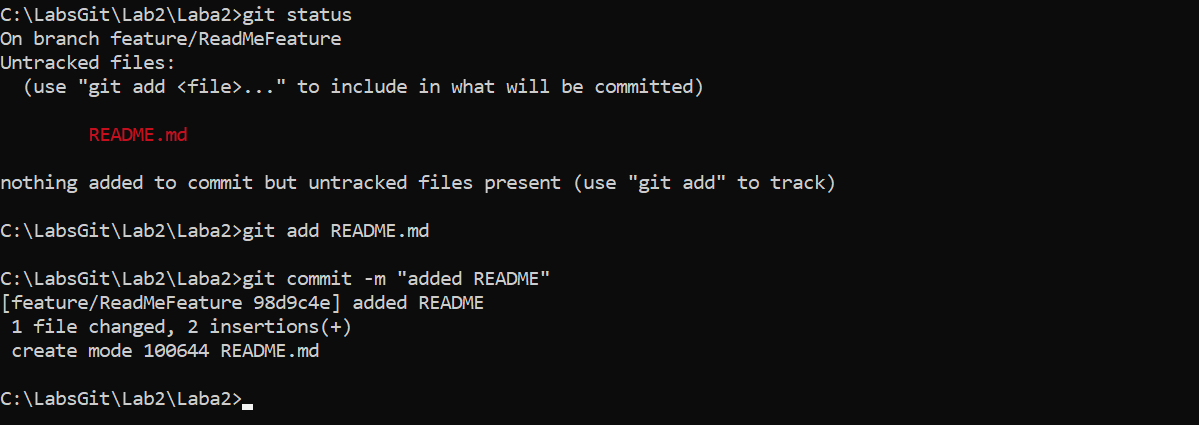 C:\LabsGit\Lab2\Laba2>git status
On branch feature/ReadMeFeature
Untracked files:
  (use "git add <file>..." to include in what will be committed)
        README.md
nothing added to commit but untracked files present (use "git add" to track)
C:\LabsGit\Lab2\Laba2>git add README.md
C:\LabsGit\Lab2\Laba2>git commit -m "added README"
[feature/ReadMeFeature 98d9c4e] added README
 1 file changed, 2 insertions(+)
 create mode 100644 README.md
C:\LabsGit\Lab2\Laba2>